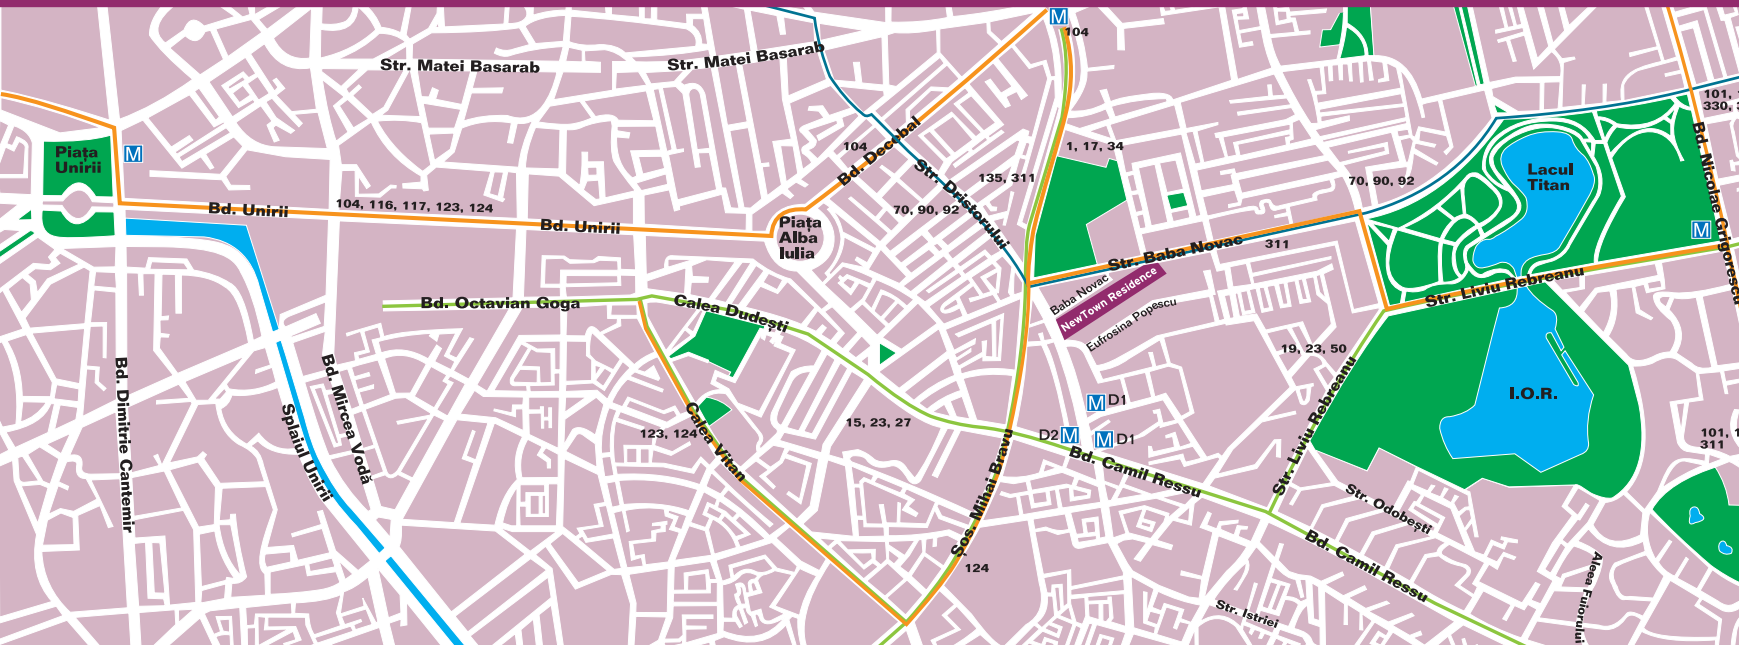 M
104
Str. Matei Basarab
Str. Matei Basarab
101,
330,
Piața
Unirii
M
104
Bd. Decebal
1, 17, 34
Bd. Nicolae Grigorescu
Lacul
Titan
135, 311
Str. Dristorului
70, 90, 92
70, 90, 92
Bd. Unirii
104, 116, 117, 123, 124
Bd. Unirii
Piața
Alba
Iulia
M
Str. Baba Novac
311
Baba Novac
NewTown Residence
Eufrosina Popescu
Str. Liviu Rebreanu
Bd. Octavian Goga
Calea Dudești
19, 23, 50
Bd. Dimitrie Cantemir
Bd. Mircea Vodă
Splaiul Unirii
I.O.R.
M D1
123, 124
Calea Vitan
15, 23, 27
D2 M
M D1
Str. Liviu Rebreanu
101, 1
311
Bd. Camil Ressu
Șos. Mihai Bravu
Str. Odobești
124
Bd. Camil Ressu
Aleea Fuiorului
Str. Istriei